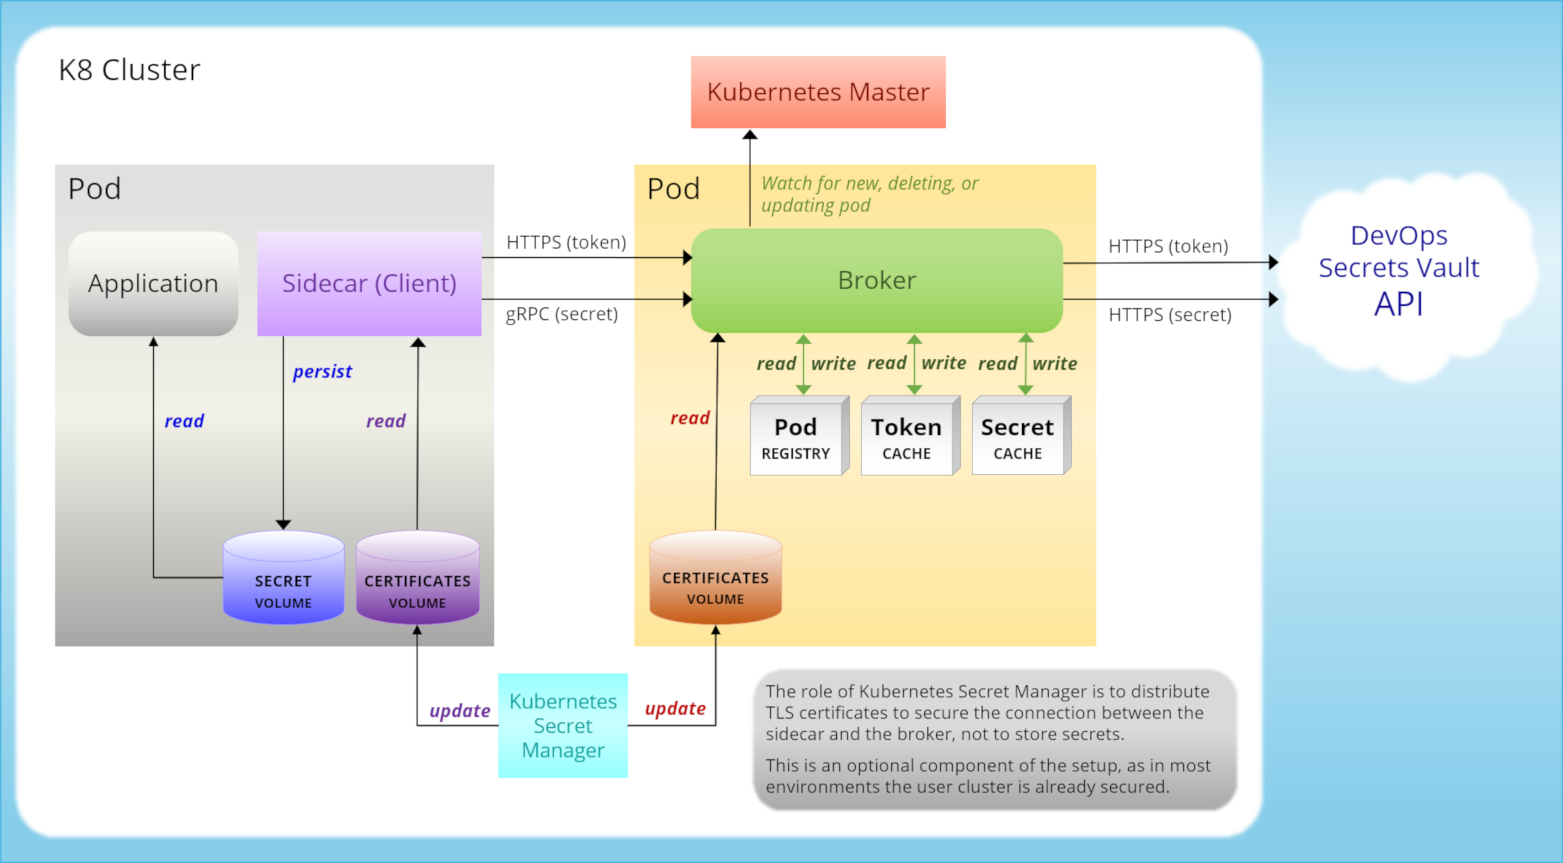 K8 Cluster
Kubernetes Master
Pod
Pod
Watch for new, deleting, or
updating pod
Application
Sidecar (Client)
HTTPS (token)
gRPC (secret)
Broker
HTTPS (token)
HTTPS (secret)
DevOps
Secrets Vault
API
persist
read
read
read
read write
read write
read write
Pod
REGISTRY
Token
CACHE
Secret
CACHE
SECRET
VOLUME
CERTIFICATES
VOLUME
CERTIFICATES
VOLUME
update
Kubernetes
Secret
Manager
update
The role of Kubernetes Secret Manager is to distribute
TLS certificates to secure the connection between the
sidecar and the broker, not to store secrets.
This is an optional component of the setup, as in most
environments the user cluster is already secured.